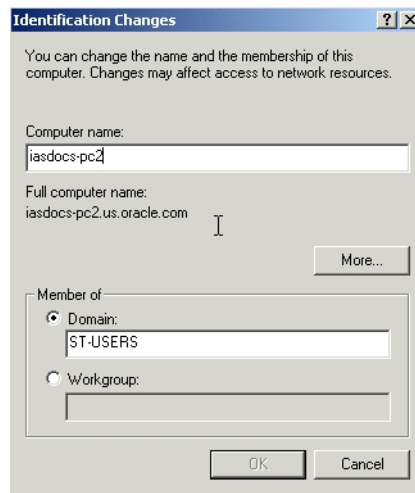 Identification Changes
You can change the name and the membership of this
computer. Changes may affect access to network resources.
Computer name:
iasdocs-pc2
Full computer name:
iasdocs-pc2.us.oracle.com
More...
Member of
Domain:
ST-USERS
Workgroup:
OK
Cancel